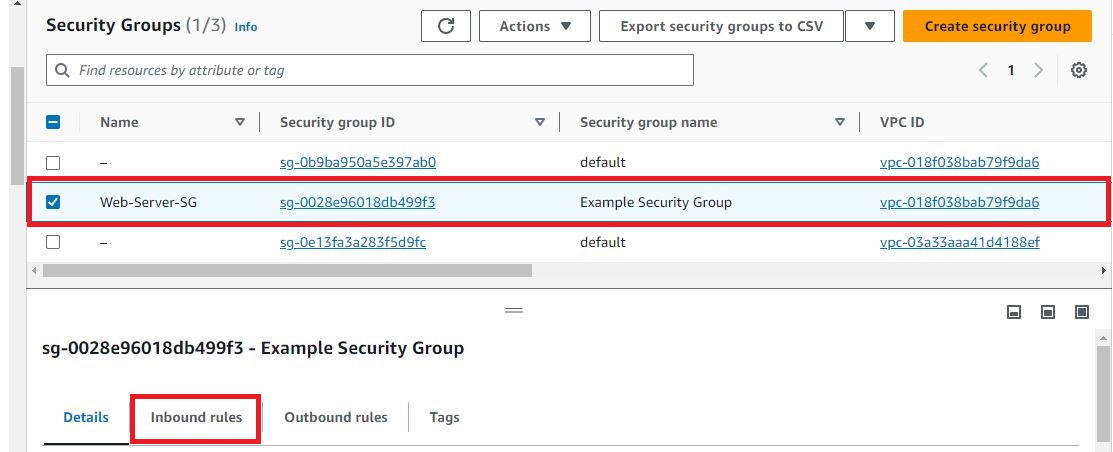 Security Groups (1/3) Info Actions Export security groups to CSV Create security group
Find resources by attribute or tag 1
Name Security group ID Security group name VPC ID
– sg-0b9ba950a5e397ab0 default vpc-018f038bab79f9da6
Web-Server-SG sg-0028e96018db499f3 Example Security Group vpc-018f038bab79f9da6
– sg-0e13fa3a283f5d9fc default vpc-03a33aaa41d4188ef
sg-0028e96018db499f3 - Example Security Group
Details Inbound rules Outbound rules Tags